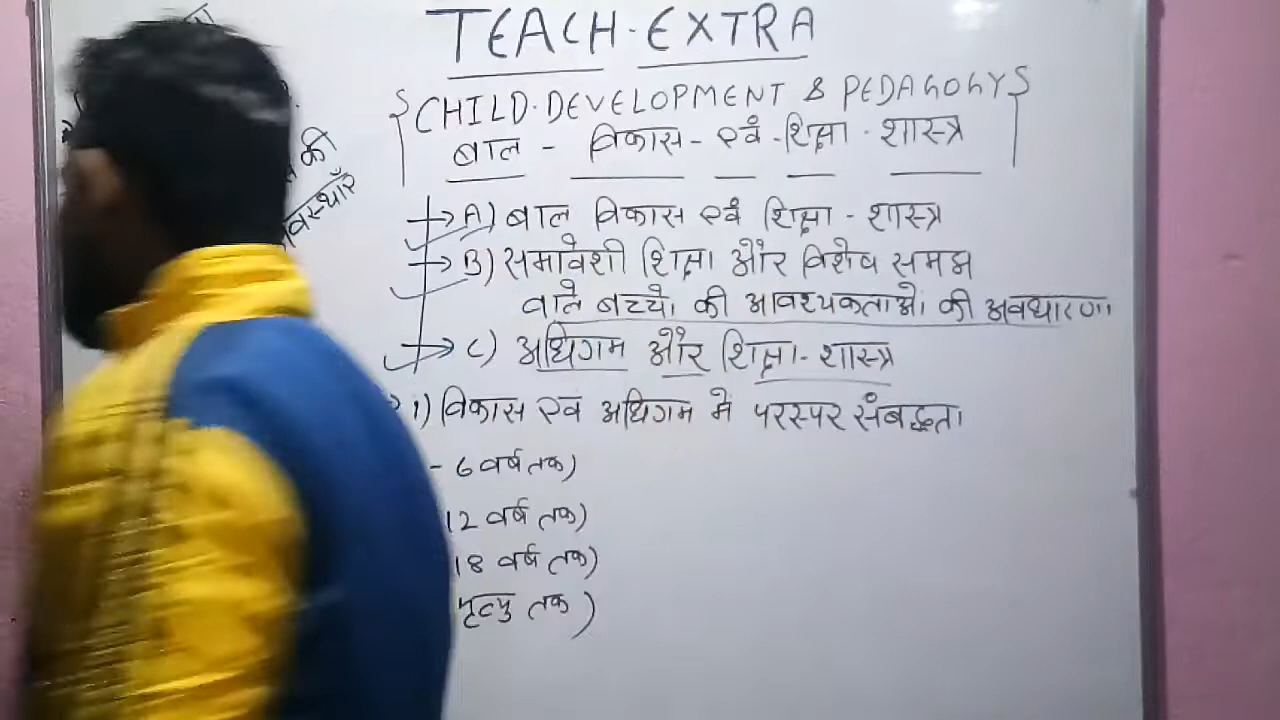 TEACH-EXTRA
CHILD-DEVELOPMENT & PEDAGOGY
बाल - विकास - एवं - शिक्षा - शास्त्र
की
A) बाल विकास एवं शिक्षा - शास्त्र
B) समावेशी शिक्षा और विशेष समझ
वाले बच्चों की आवश्यकताओं की अवधारणा
C) अधिगम और शिक्षा - शास्त्र
1) विकास एवं अधिगम में परस्पर संबद्धता
- 6 वर्ष तक)
12 वर्ष तक)
18 वर्ष तक)
मृत्यु तक)